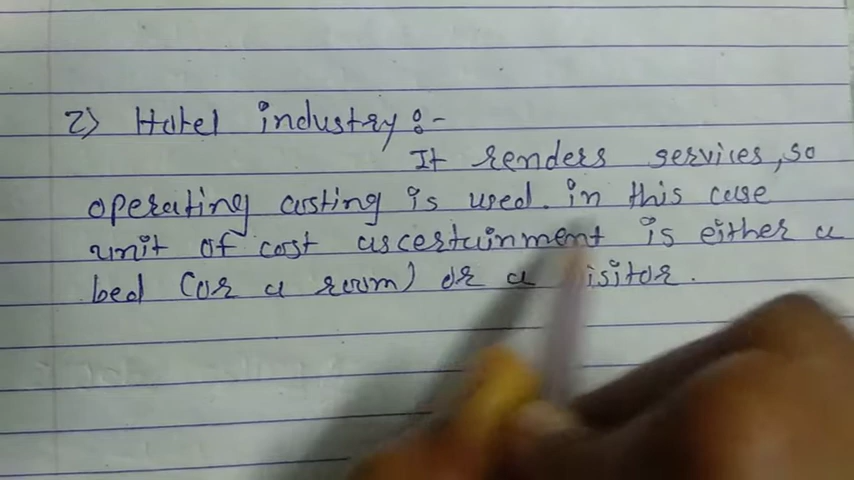 2) Hotel industry :-
It renders services, so
operating costing is used. in this case
unit of cost ascertainment is either a
bed (or a room) or a visitor.